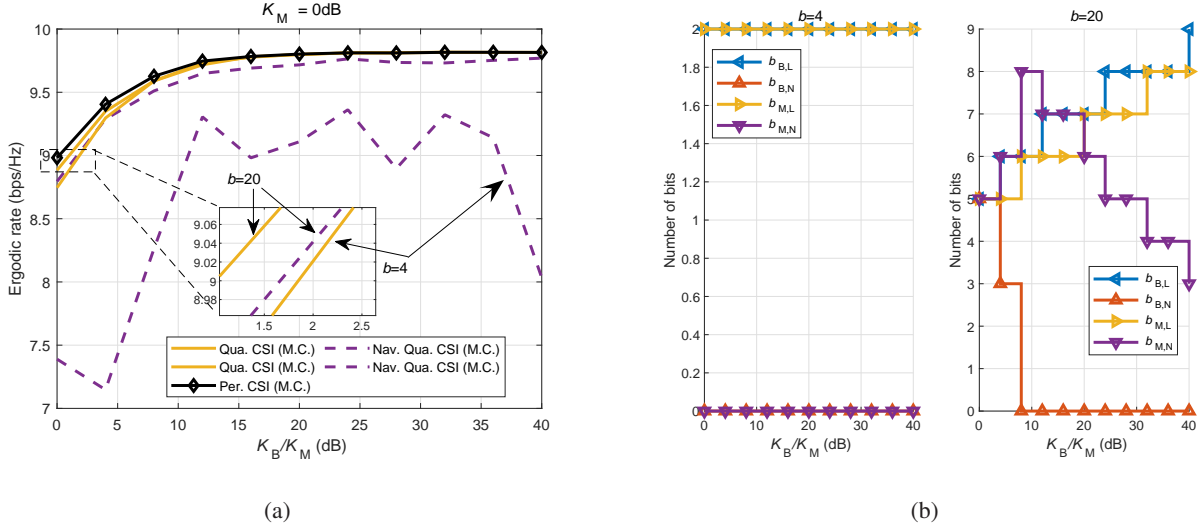 K_M = 0dB
10
9.5
9
8.5
8
7.5
7
Ergodic rate (bps/Hz)
b=20
9.06
9.04
9.02
9
8.98
b=4
1.5 2 2.5
Qua. CSI (M.C.) Nav. Qua. CSI (M.C.)
Qua. CSI (M.C.) Nav. Qua. CSI (M.C.)
Per. CSI (M.C.)
0 5 10 15 20 25 30 35 40
K_B/K_M (dB)
(a)
b=4
2
1.8
1.6
1.4
1.2
1
0.8
0.6
0.4
0.2
0
Number of bits
b_B,L
b_B,N
b_M,L
b_M,N
0 10 20 30 40
K_B/K_M (dB)
b=20
9
8
7
6
5
4
3
2
1
0
Number of bits
b_B,L
b_B,N
b_M,L
b_M,N
0 10 20 30 40
K_B/K_M (dB)
(b)